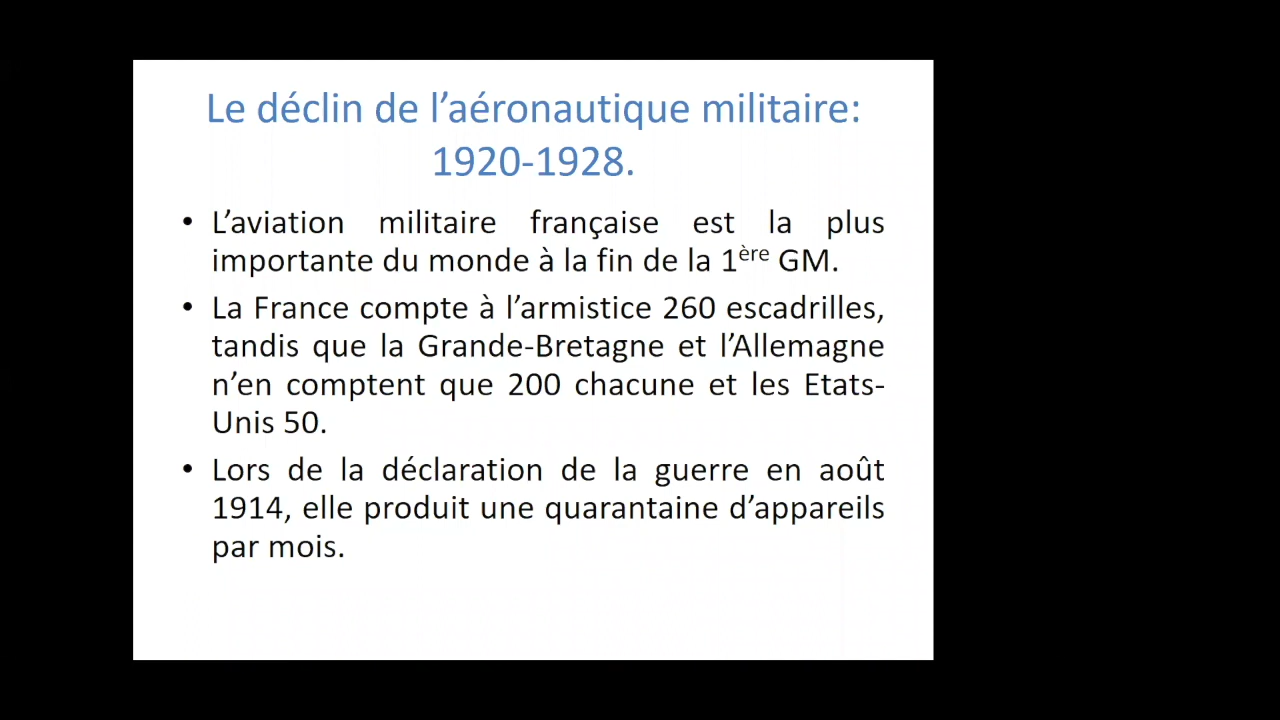 Le déclin de l’aéronautique militaire:
1920-1928.
• L’aviation militaire française est la plus
importante du monde à la fin de la 1ère GM.
• La France compte à l’armistice 260 escadrilles,
tandis que la Grande-Bretagne et l’Allemagne
n’en comptent que 200 chacune et les Etats-
Unis 50.
• Lors de la déclaration de la guerre en août
1914, elle produit une quarantaine d’appareils
par mois.